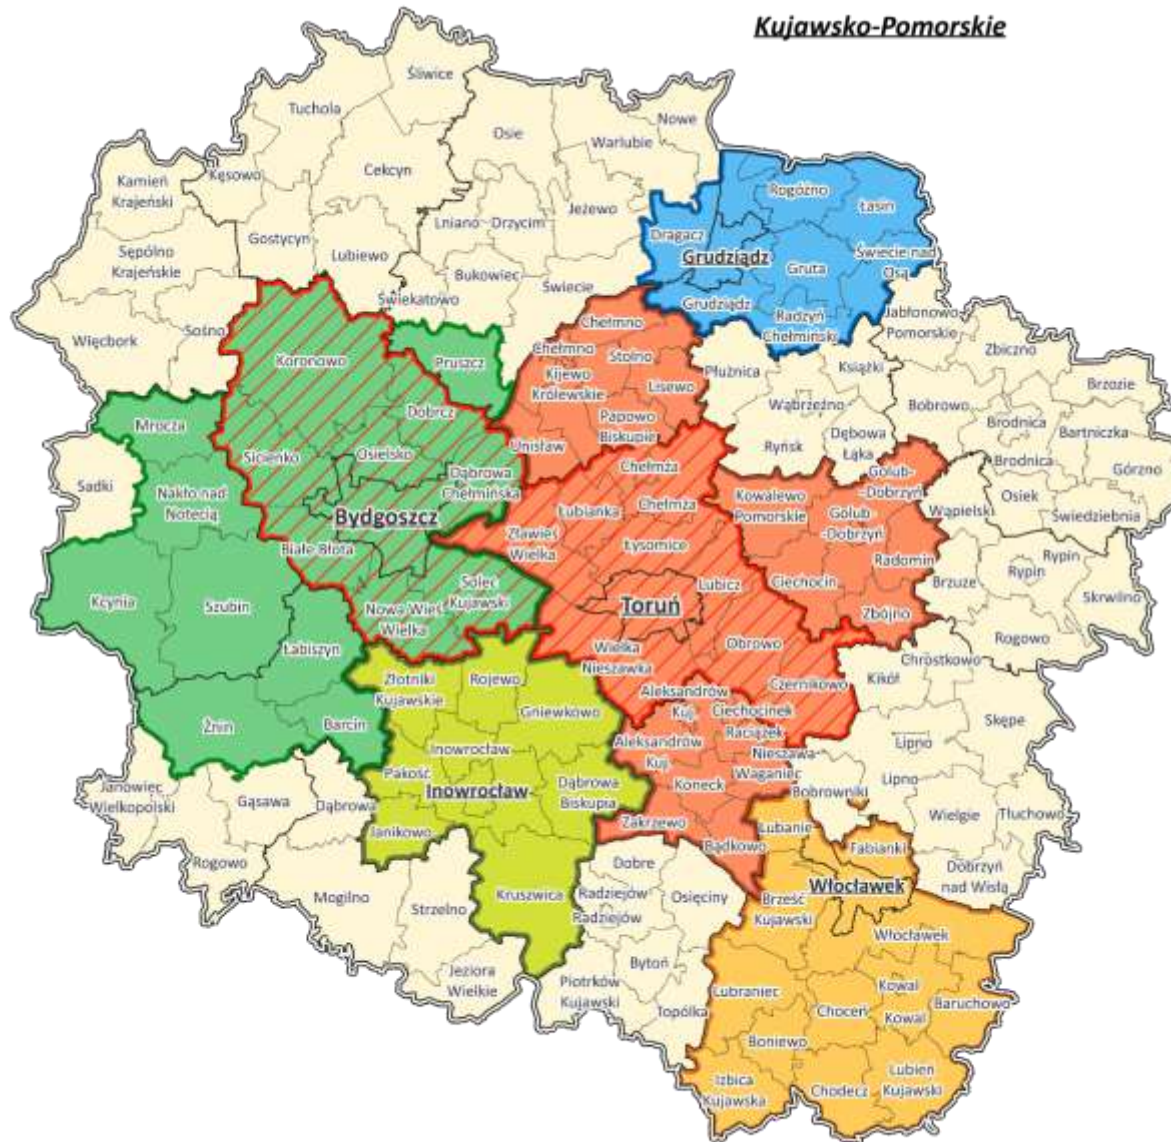 Kujawsko-Pomorskie
Śliwice
Tuchola
Nowe
Osie
Warlubie
Kęsowo
Cekcyn
Kamień
Krajeński
Rogóźno
Łasin
Jeżewo
Lniano
Drzycim
Gostycyn
Dragacz
Grudziądz
Świecie nad
Osą
Sępólno
Krajeńskie
Lubiewo
Bukowiec
Gruta
Świecie
Świekatowo
Grudziądz
Radzyń
Chełmiński
Jabłonowo
Pomorskie
Sośno
Więcbork
Chełmno
Chełmno
Stolno
Zbiczno
Koronowo
Pruszcz
Płużnica
Książki
Kijewo
Królewskie
Lisewo
Brzozie
Bobrowo
Wąbrzeźno
Dobrcz
Papowo
Biskupie
Brodnica
Bartniczka
Mrocza
Unisław
Ryńsk
Dębowa
Łąka
Sicienko
Osielsko
Brodnica
Górzno
Chełmża
Golub-
-Dobrzyń
Sadki
Nakło nad
Notecią
Dąbrowa
Chełmińska
Kowalewo
Pomorskie
Osiek
Wąpielsk
Chełmża
Bydgoszcz
Łubianka
Golub-
-Dobrzyń
Świedziebnia
Zławieś
Wielka
Łysomice
Białe Błota
Radomin
Rypin
Rypin
Solec
Kujawski
Lubicz
Ciechocin
Brzuze
Kcynia
Szubin
Skrwilno
Nowa Wieś
Wielka
Toruń
Zbójno
Łabiszyn
Obrowo
Rogowo
Wielka
Nieszawka
Chrostkowo
Kikół
Złotniki
Kujawskie
Rojewo
Czernikowo
Aleksandrów
Kuj.
Ciechocinek
Gniewkowo
Skępe
Żnin
Barcin
Raciążek
Inowrocław
Aleksandrów
Kuj.
Lipno
Nieszawa
Waganiec
Pakość
Koneck
Lipno
Janowiec
Wielkopolski
Gąsawa
Dąbrowa
Inowrocław
Dąbrowa
Biskupia
Bobrowniki
Wielgie
Tłuchowo
Janikowo
Zakrzewo
Lubanie
Bądkowo
Fabianki
Rogowo
Dobre
Dobrzyń
nad Wisłą
Mogilno
Kruszwica
Radziejów
Radziejów
Osięciny
Brześć
Kujawski
Włocławek
Strzelno
Włocławek
Bytoń
Jeziora
Wielkie
Piotrków
Kujawski
Lubraniec
Kowal
Choceń
Baruchowo
Topólka
Kowal
Boniewo
Izbica
Kujawska
Chodecz
Lubień
Kujawski